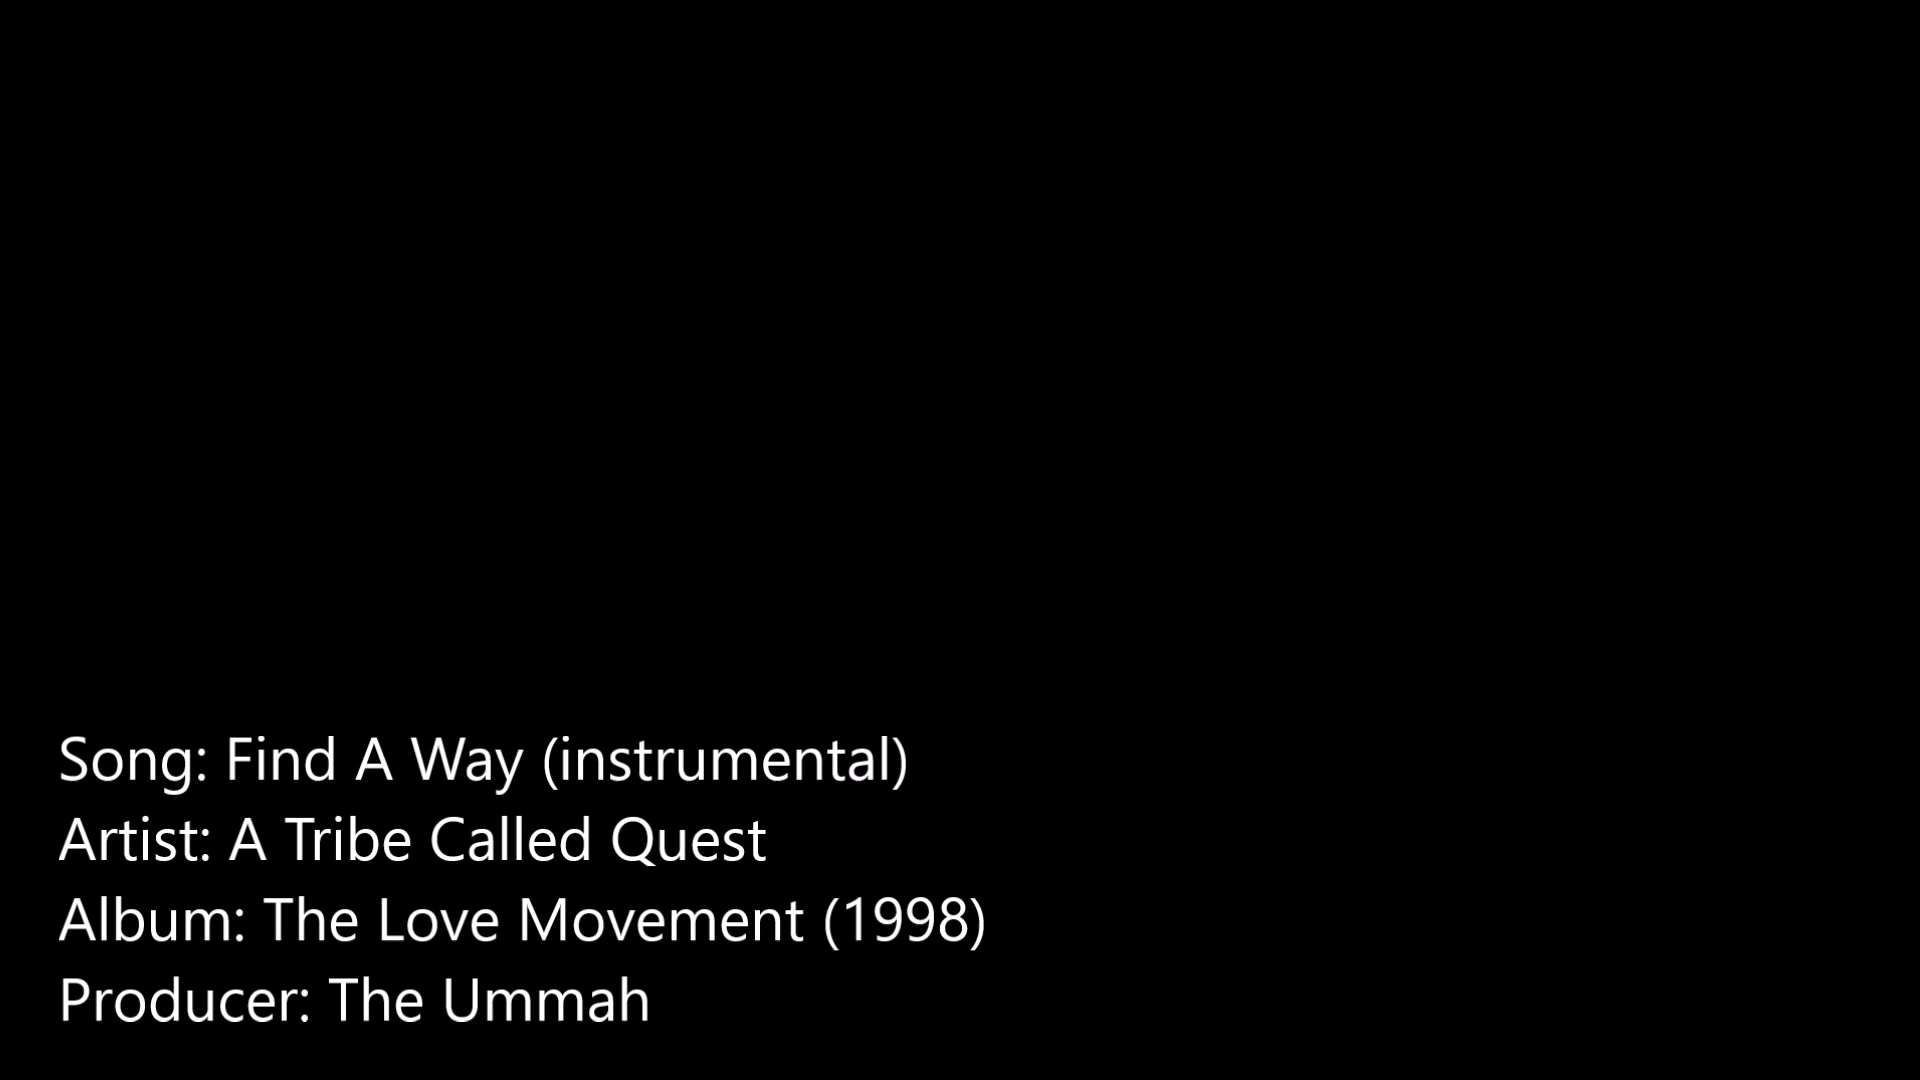 Song: Find A Way (instrumental)
Artist: A Tribe Called Quest
Album: The Love Movement (1998)
Producer: The Ummah